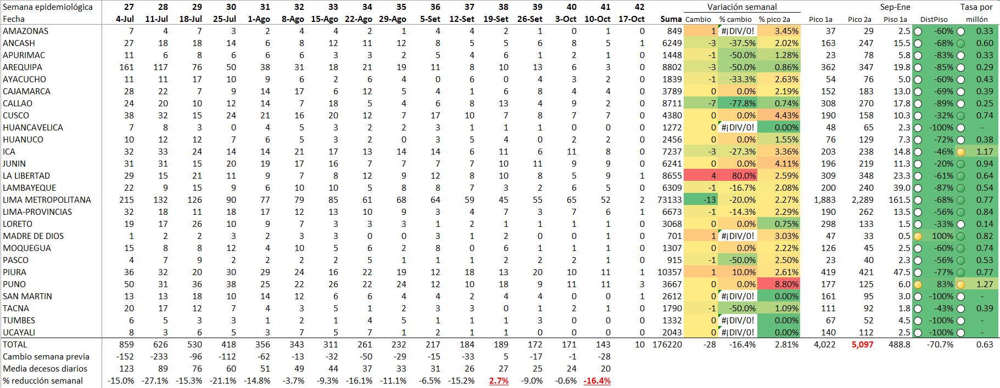 Semana epidemiológica 27 28 29 30 31 32 33 34 35 36 37 38 39 40 41 42 Variación semanal Sep-Ene Tasa por
Fecha 4-Jul 11-Jul 18-Jul 25-Jul 1-Ago 8-Ago 15-Ago 22-Ago 29-Ago 5-Set 12-Set 19-Set 26-Set 3-Oct 10-Oct 17-Oct Suma Cambio % cambio % pico 2a Pico 1a Pico 2a Piso 1a DistPiso millón
AMAZONAS 7 4 7 3 2 4 4 2 1 4 4 2 1 0 1 0 849 1 #¡DIV/0! 3.45% 37 29 2.5 -60% 0.33
ANCASH 27 18 18 14 6 8 12 11 12 8 5 5 6 8 5 1 6249 -3 -37.5% 2.02% 163 247 15.5 -68% 0.60
APURIMAC 11 6 8 6 6 6 3 3 2 5 4 6 1 2 1 0 1448 -1 -50.0% 1.28% 23 78 5.8 -83% 0.33
AREQUIPA 161 117 76 50 38 31 18 21 19 11 8 10 13 6 3 0 8802 -3 -50.0% 0.86% 362 347 19.8 -85% 0.29
AYACUCHO 11 11 17 10 9 6 2 6 4 0 6 0 4 3 2 0 1839 -1 -33.3% 2.63% 54 76 5.0 -60% 0.43
CAJAMARCA 28 22 7 9 14 17 6 12 5 4 1 6 8 4 4 0 3789 0 0.0% 2.19% 152 183 13.0 -69% 0.39
CALLAO 24 20 10 12 14 7 18 5 4 6 8 13 4 9 2 0 8711 -7 -77.8% 0.74% 308 270 17.8 -89% 0.25
CUSCO 38 32 15 24 21 16 20 12 7 17 10 7 8 7 7 0 4380 0 0.0% 4.43% 190 158 10.3 -32% 0.74
HUANCAVELICA 7 8 3 0 4 5 3 2 2 3 1 1 1 0 0 0 1272 0 #¡DIV/0! 0.00% 48 65 2.3 -100% -
HUANUCO 10 12 12 7 6 5 3 2 0 3 5 4 0 2 2 0 2456 0 0.0% 1.55% 76 129 7.3 -72% 0.38
ICA 32 33 24 14 14 21 17 13 14 14 6 11 6 11 8 0 7237 -3 -27.3% 3.36% 203 238 14.8 -46% 1.17
JUNIN 31 31 15 20 19 17 16 7 7 7 7 10 11 9 9 0 6241 0 0.0% 4.11% 196 219 11.3 -20% 0.94
LA LIBERTAD 29 15 21 11 9 7 8 12 9 12 8 10 8 5 9 1 8655 4 80.0% 2.59% 309 348 23.3 -61% 0.64
LAMBAYEQUE 22 9 15 9 6 10 10 5 8 8 7 3 2 6 5 0 6309 -1 -16.7% 2.08% 200 240 39.0 -87% 0.54
LIMA METROPOLITANA 215 132 126 90 77 79 85 61 68 64 59 45 55 65 52 2 73133 -13 -20.0% 2.27% 1,883 2,289 161.5 -68% 0.77
LIMA-PROVINCIAS 32 18 11 18 17 12 13 10 9 3 4 7 3 7 6 1 6673 -1 -14.3% 2.29% 190 262 13.5 -56% 0.84
LORETO 19 17 26 10 9 7 3 3 3 1 2 1 1 1 1 0 3068 0 0.0% 0.75% 298 133 1.5 -33% 0.14
MADRE DE DIOS 1 2 2 3 2 3 3 0 0 3 1 2 0 0 1 0 701 1 #¡DIV/0! 3.03% 47 33 0.5 100% 0.82
MOQUEGUA 15 8 8 12 4 10 5 6 2 8 0 6 1 1 1 0 1307 0 0.0% 2.22% 126 45 2.5 -60% 0.74
PASCO 4 7 9 2 2 2 2 5 1 1 1 2 2 2 1 0 915 -1 -50.0% 2.50% 23 40 2.3 -56% 0.53
PIURA 36 32 20 30 29 24 16 22 19 12 18 13 20 10 11 1 10357 1 10.0% 2.61% 419 421 47.5 -77% 0.77
PUNO 50 31 36 38 25 22 26 22 24 12 10 18 9 11 11 3 3667 0 0.0% 8.80% 177 125 6.0 83% 1.27
SAN MARTIN 13 13 18 10 14 12 6 6 4 4 2 4 4 0 0 0 2612 0 #¡DIV/0! 0.00% 161 95 3.0 -100% -
TACNA 20 17 12 7 4 3 5 1 2 3 3 0 0 2 1 0 1790 -1 -50.0% 1.09% 111 92 1.8 -43% 0.39
TUMBES 6 5 3 3 1 2 1 4 5 1 1 1 3 0 0 0 1332 0 #¡DIV/0! 0.00% 67 52 4.5 -100% -
UCAYALI 8 3 6 5 3 7 5 7 1 2 1 1 0 0 0 0 2043 0 #¡DIV/0! 0.00% 140 112 2.5 -100% -
TOTAL 859 626 530 418 356 343 311 261 232 217 184 189 172 171 143 10 176220 -28 -16.4% 2.81% 4,022 5,097 488.8 -70.7% 0.63
Cambio semana previa -152 -233 -96 -112 -62 -13 -32 -50 -29 -15 -33 5 -17 -1 -28
Media decesos diarios 123 89 76 60 51 49 44 37 33 31 26 27 25 24 20
% reducción semanal -15.0% -27.1% -15.3% -21.1% -14.8% -3.7% -9.3% -16.1% -11.1% -6.5% -15.2% 2.7% -9.0% -0.6% -16.4%